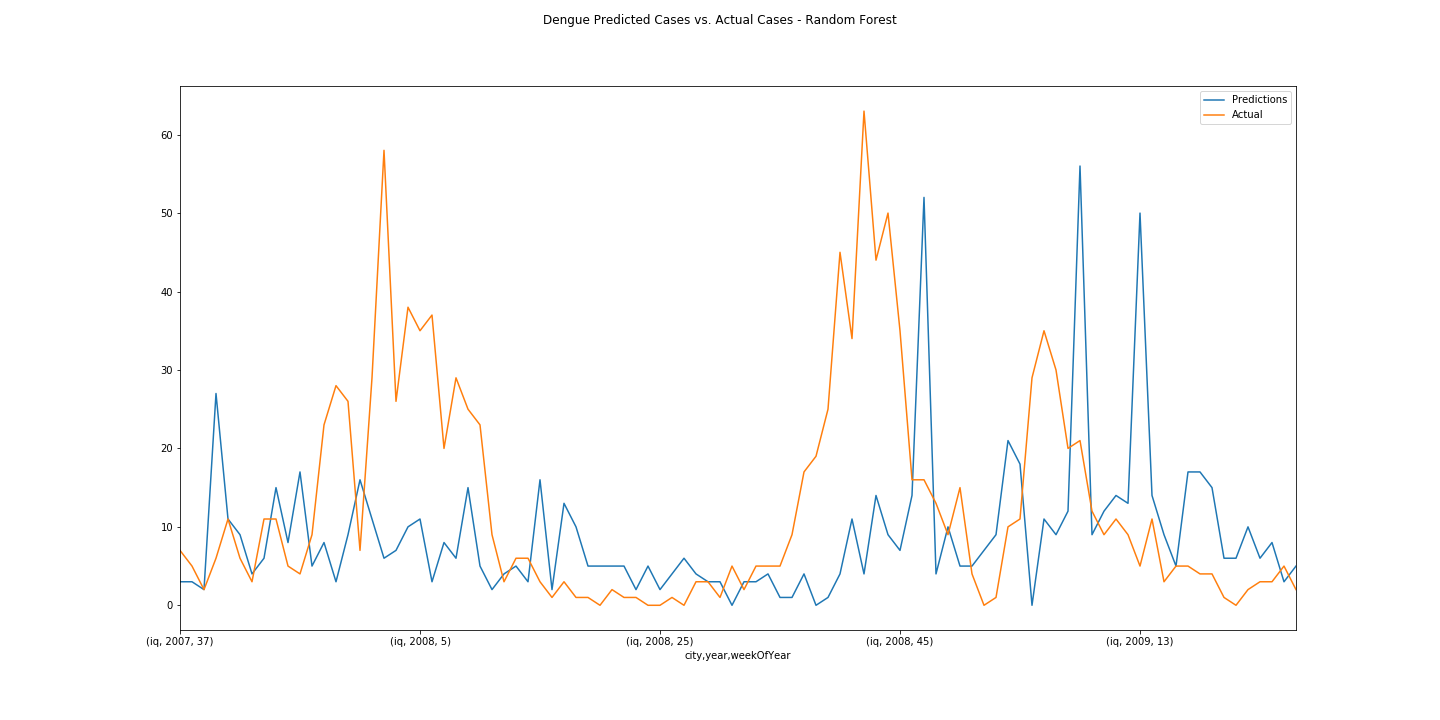 Dengue Predicted Cases vs. Actual Cases - Random Forest
Predictions
Actual
60
50
40
30
20
10
0
(iq, 2007, 37) (iq, 2008, 5) (iq, 2008, 25) (iq, 2008, 45) (iq, 2009, 13)
city,year,weekOfYear